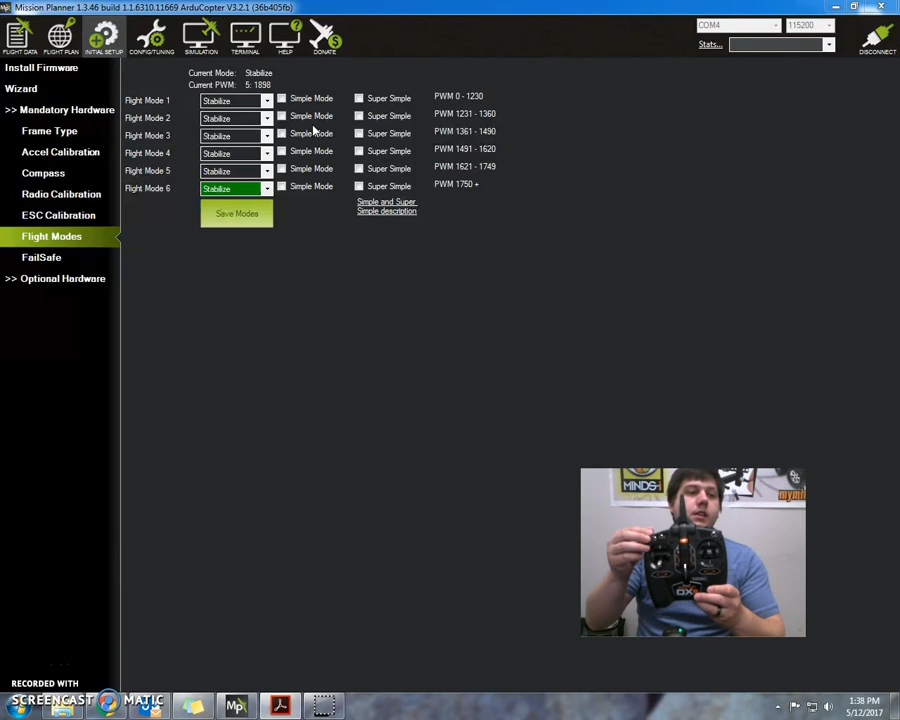 Mission Planner 1.3.46 build 1.1.6310.11669 ArduCopter V3.2.1 (36b405fb)
FLIGHT DATA
FLIGHT PLAN
INITIAL SETUP
CONFIG/TUNING
SIMULATION
TERMINAL
HELP
DONATE
COM4
115200
Stats...
DISCONNECT
Install Firmware
Wizard
>> Mandatory Hardware
Frame Type
Accel Calibration
Compass
Radio Calibration
ESC Calibration
Flight Modes
FailSafe
>> Optional Hardware
Current Mode: Stabilize
Current PWM: 5: 1898
Flight Mode 1 Stabilize Simple Mode Super Simple PWM 0 - 1230
Flight Mode 2 Stabilize Simple Mode Super Simple PWM 1231 - 1360
Flight Mode 3 Stabilize Simple Mode Super Simple PWM 1361 - 1490
Flight Mode 4 Stabilize Simple Mode Super Simple PWM 1491 - 1620
Flight Mode 5 Stabilize Simple Mode Super Simple PWM 1621 - 1749
Flight Mode 6 Stabilize Simple Mode Super Simple PWM 1750 +
Save Modes
Simple and Super
Simple description
MINDS-i
RECORDED WITH
SCREENCAST MATIC
Mp
1:38 PM
5/12/2017